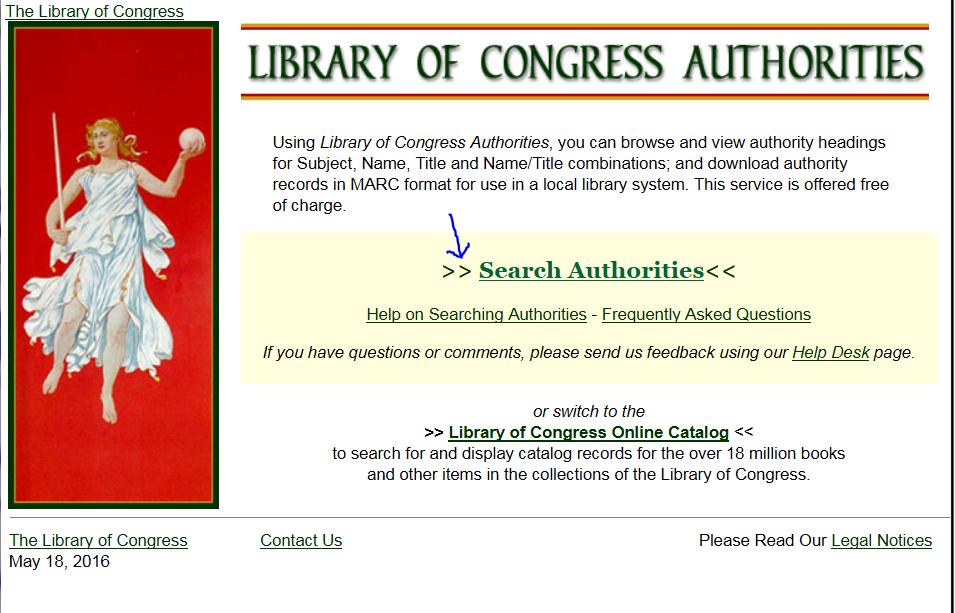 The Library of Congress
LIBRARY OF CONGRESS AUTHORITIES
Using Library of Congress Authorities, you can browse and view authority headings
for Subject, Name, Title and Name/Title combinations; and download authority
records in MARC format for use in a local library system. This service is offered free
of charge.
>> Search Authorities<<
Help on Searching Authorities - Frequently Asked Questions
If you have questions or comments, please send us feedback using our Help Desk page.
or switch to the
>> Library of Congress Online Catalog <<
to search for and display catalog records for the over 18 million books
and other items in the collections of the Library of Congress.
The Library of Congress Contact Us Please Read Our Legal Notices
May 18, 2016